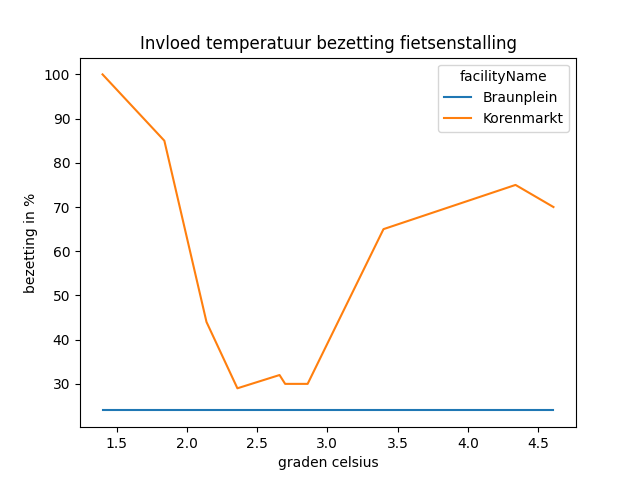 Invloed temperatuur bezetting fietsenstalling
facilityName
Braunplein
Korenmarkt
bezetting in %
100
90
80
70
60
50
40
30
1.5 2.0 2.5 3.0 3.5 4.0 4.5
graden celsius